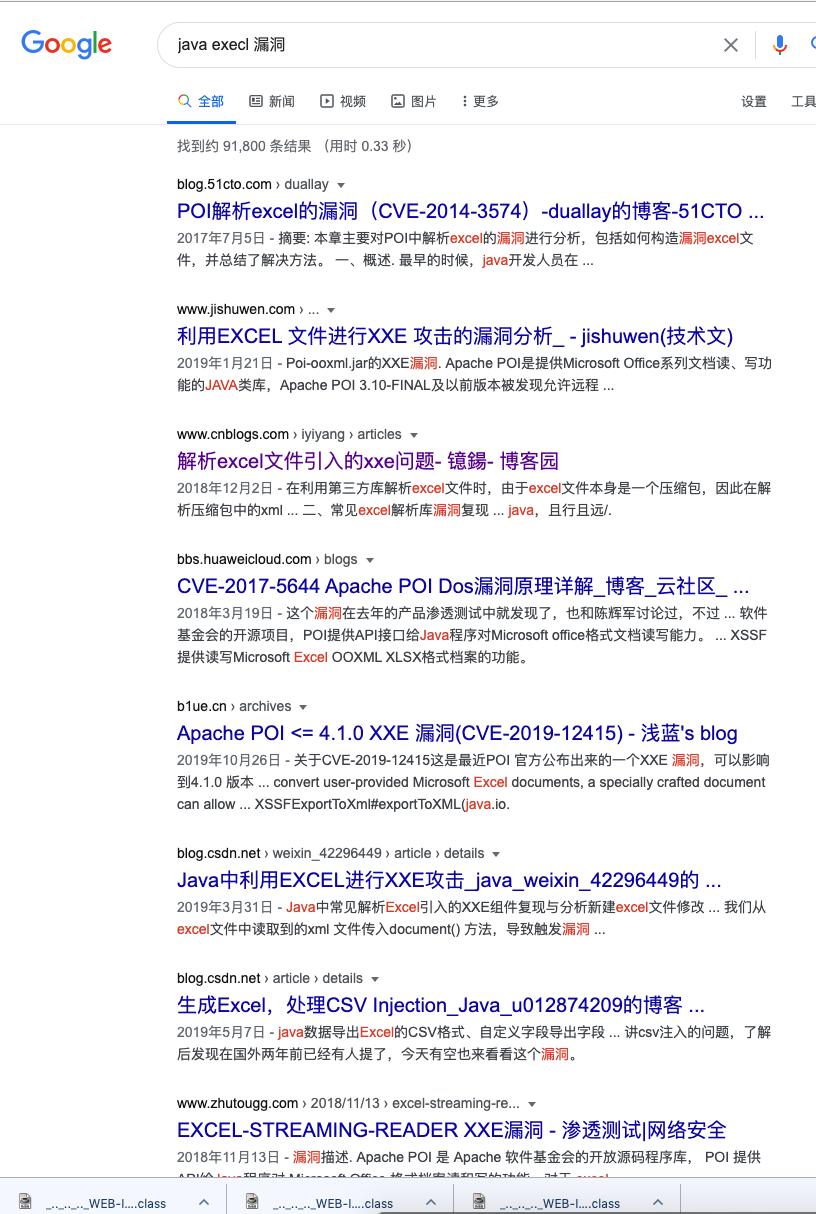 Google
java execl 漏洞
全部 新闻 视频 图片 更多 设置 工具
找到约 91,800 条结果 （用时 0.33 秒）
blog.51cto.com › duallay
POI解析excel的漏洞（CVE-2014-3574）-duallay的博客-51CTO ...
2017年7月5日 - 摘要: 本章主要对POI中解析excel的漏洞进行分析，包括如何构造漏洞excel文
件，并总结了解决方法。 一、概述. 最早的时候，java开发人员在 ...
www.jishuwen.com › ...
利用EXCEL 文件进行XXE 攻击的漏洞分析_ - jishuwen(技术文)
2019年1月21日 - Poi-ooxml.jar的XXE漏洞. Apache POI是提供Microsoft Office系列文档读、写功
能的JAVA类库，Apache POI 3.10-FINAL及以前版本被发现允许远程 ...
www.cnblogs.com › iyiyang › articles
解析excel文件引入的xxe问题- 镱鍚- 博客园
2018年12月2日 - 在利用第三方库解析excel文件时，由于excel文件本身是一个压缩包，因此在解
析压缩包中的xml ... 二、常见excel解析库漏洞复现 ... java，且行且远/.
bbs.huaweicloud.com › blogs
CVE-2017-5644 Apache POI Dos漏洞原理详解_博客_云社区_ ...
2018年3月19日 - 这个漏洞在去年的产品渗透测试中就发现了，也和陈辉军讨论过，不过 ... 软件
基金会的开源项目，POI提供API接口给Java程序对Microsoft office格式文档读写能力。 ... XSSF
提供读写Microsoft Excel OOXML XLSX格式档案的功能。
b1ue.cn › archives
Apache POI <= 4.1.0 XXE 漏洞(CVE-2019-12415) - 浅蓝's blog
2019年10月26日 - 关于CVE-2019-12415这是最近POI 官方公布出来的一个XXE 漏洞，可以影响
到4.1.0 版本 ... convert user-provided Microsoft Excel documents, a specially crafted document
can allow ... XSSFExportToXml#exportToXML(java.io.
blog.csdn.net › weixin_42296449 › article › details
Java中利用EXCEL进行XXE攻击_java_weixin_42296449的 ...
2019年3月31日 - Java中常见解析Excel引入的XXE组件复现与分析新建excel文件修改 ... 我们从
excel文件中读取到的xml 文件传入document() 方法，导致触发漏洞 ...
blog.csdn.net › article › details
生成Excel，处理CSV Injection_Java_u012874209的博客 ...
2019年5月7日 - java数据导出Excel的CSV格式、自定义字段导出字段 ... 讲csv注入的问题，了解
后发现在国外两年前已经有人提了，今天有空也来看看这个漏洞。
www.zhutougg.com › 2018/11/13 › excel-streaming-re...
EXCEL-STREAMING-READER XXE漏洞 - 渗透测试|网络安全
2018年11月13日 - 漏洞描述. Apache POI 是 Apache 软件基金会的开放源码程序库， POI 提供
API给Java程序对 Microsoft Office 格式档案读和写的功能。对于 excel
_.._.._.._WEB-I....class _.._.._.._WEB-I....class _.._.._.._WEB-I....class